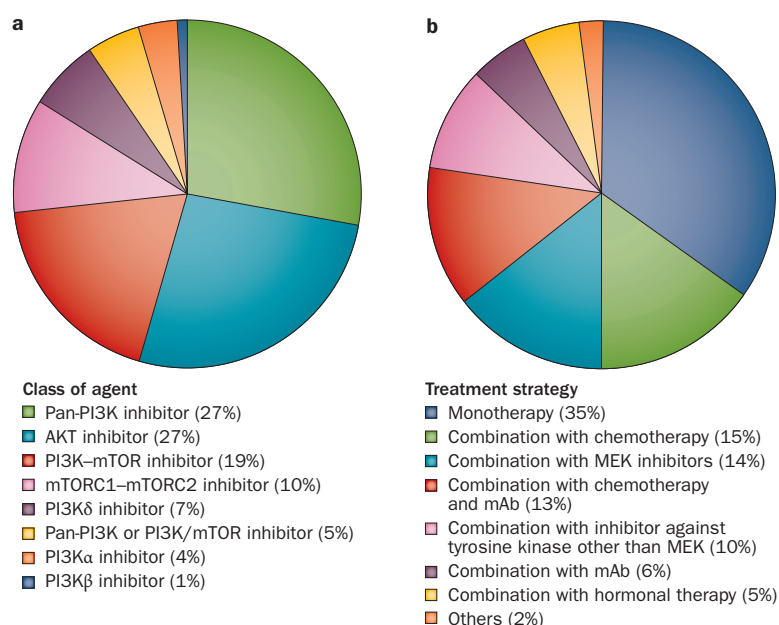 a
Class of agent
Pan-PI3K inhibitor (27%)
AKT inhibitor (27%)
PI3K–mTOR inhibitor (19%)
mTORC1–mTORC2 inhibitor (10%)
PI3Kδ inhibitor (7%)
Pan-PI3K or PI3K/mTOR inhibitor (5%)
PI3Kα inhibitor (4%)
PI3Kβ inhibitor (1%)
b
Treatment strategy
Monotherapy (35%)
Combination with chemotherapy (15%)
Combination with MEK inhibitors (14%)
Combination with chemotherapy
and mAb (13%)
Combination with inhibitor against
tyrosine kinase other than MEK (10%)
Combination with mAb (6%)
Combination with hormonal therapy (5%)
Others (2%)